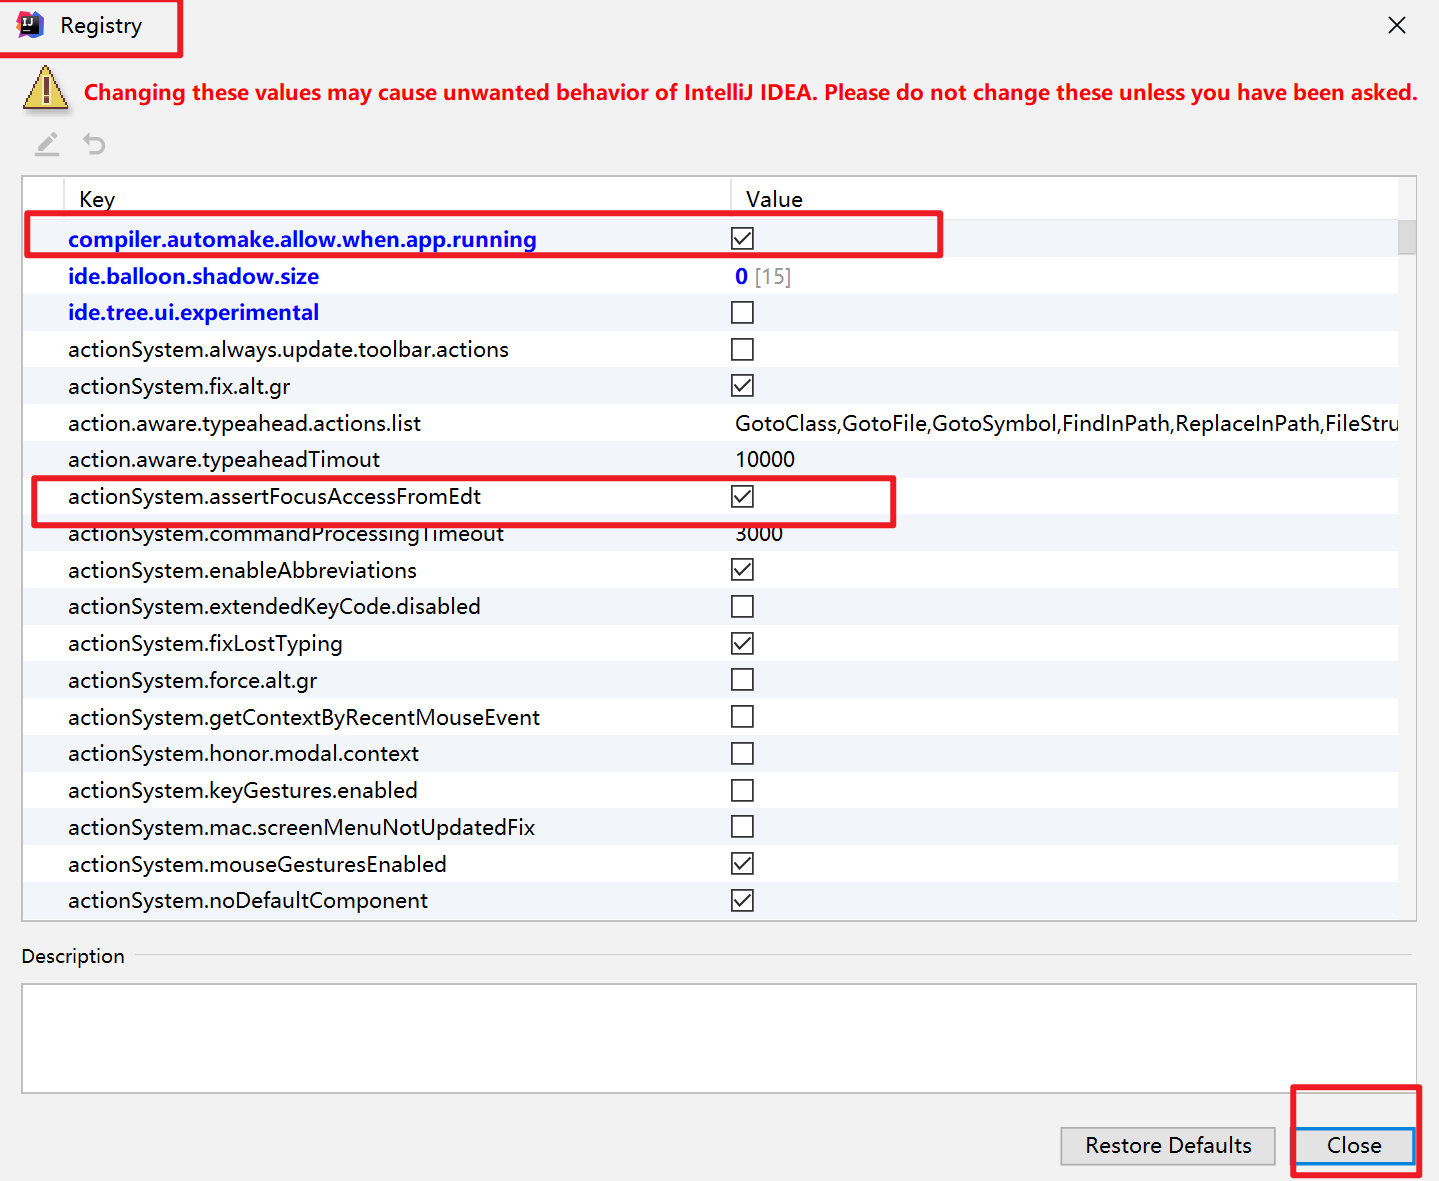 Registry
Changing these values may cause unwanted behavior of IntelliJ IDEA. Please do not change these unless you have been asked.
Key Value
compiler.automake.allow.when.app.running
ide.balloon.shadow.size 0 [15]
ide.tree.ui.experimental
actionSystem.always.update.toolbar.actions
actionSystem.fix.alt.gr
action.aware.typeahead.actions.list GotoClass,GotoFile,GotoSymbol,FindInPath,ReplaceInPath,FileStru
action.aware.typeaheadTimout 10000
actionSystem.assertFocusAccessFromEdt
actionSystem.commandProcessingTimeout 3000
actionSystem.enableAbbreviations
actionSystem.extendedKeyCode.disabled
actionSystem.fixLostTyping
actionSystem.force.alt.gr
actionSystem.getContextByRecentMouseEvent
actionSystem.honor.modal.context
actionSystem.keyGestures.enabled
actionSystem.mac.screenMenuNotUpdatedFix
actionSystem.mouseGesturesEnabled
actionSystem.noDefaultComponent
Description
Restore Defaults Close